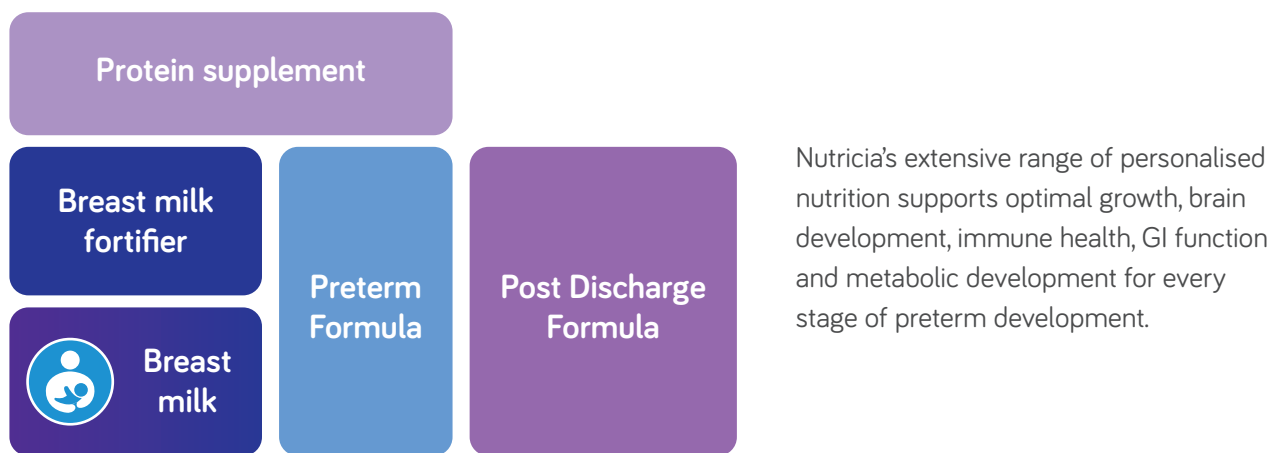 Protein supplement
Breast milk
fortifier
Breast
milk
Preterm
Formula
Post Discharge
Formula
Nutricia’s extensive range of personalised
nutrition supports optimal growth, brain
development, immune health, GI function
and metabolic development for every
stage of preterm development.